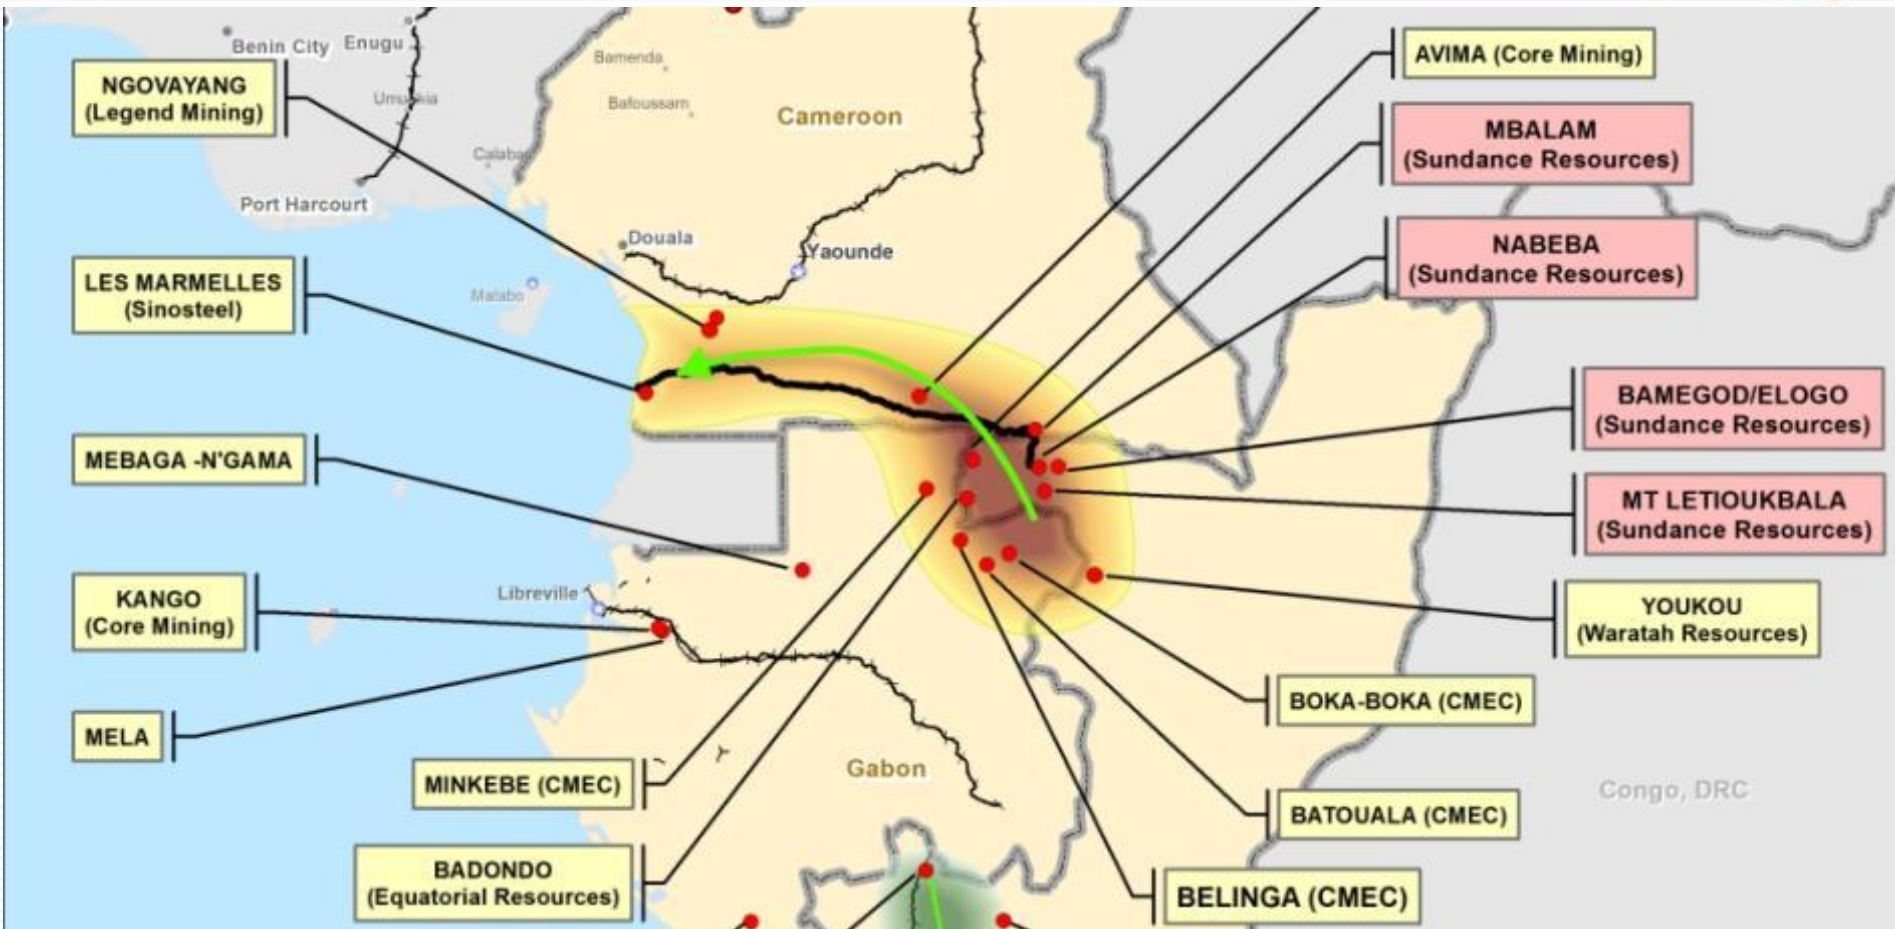 Benin City
Enugu
Bamenda
AVIMA (Core Mining)
NGOVAYANG
(Legend Mining)
Umuahia
Bafoussam
Cameroon
MBALAM
(Sundance Resources)
Calabar
Port Harcourt
Douala
Yaounde
NABEBA
(Sundance Resources)
LES MARMELLES
(Sinosteel)
Malabo
BAMEGOD/ELOGO
(Sundance Resources)
MEBAGA -N'GAMA
MT LETIOUKBALA
(Sundance Resources)
KANGO
(Core Mining)
Libreville
YOUKOU
(Waratah Resources)
BOKA-BOKA (CMEC)
MELA
MINKEBE (CMEC)
Gabon
Congo, DRC
BATOUALA (CMEC)
BADONDO
(Equatorial Resources)
BELINGA (CMEC)